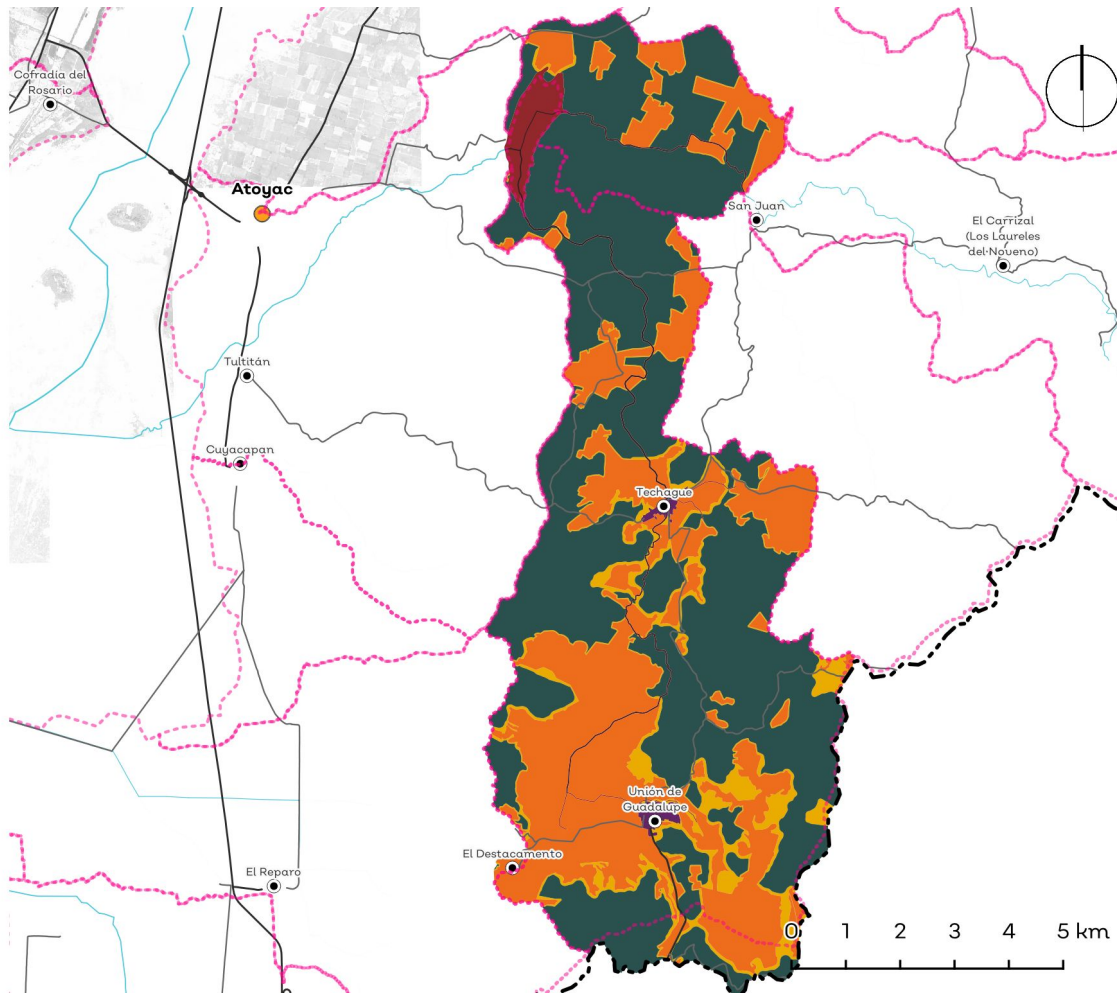 Cofradia del
Rosario
Atoyac
San Juan
El Carrizal
(Los Laureles
del Noveno)
Tultitán
Cuyacapan
Techague
Unión de
Guadalupe
El Destacamento
El Reparo
0 1 2 3 4 5 km